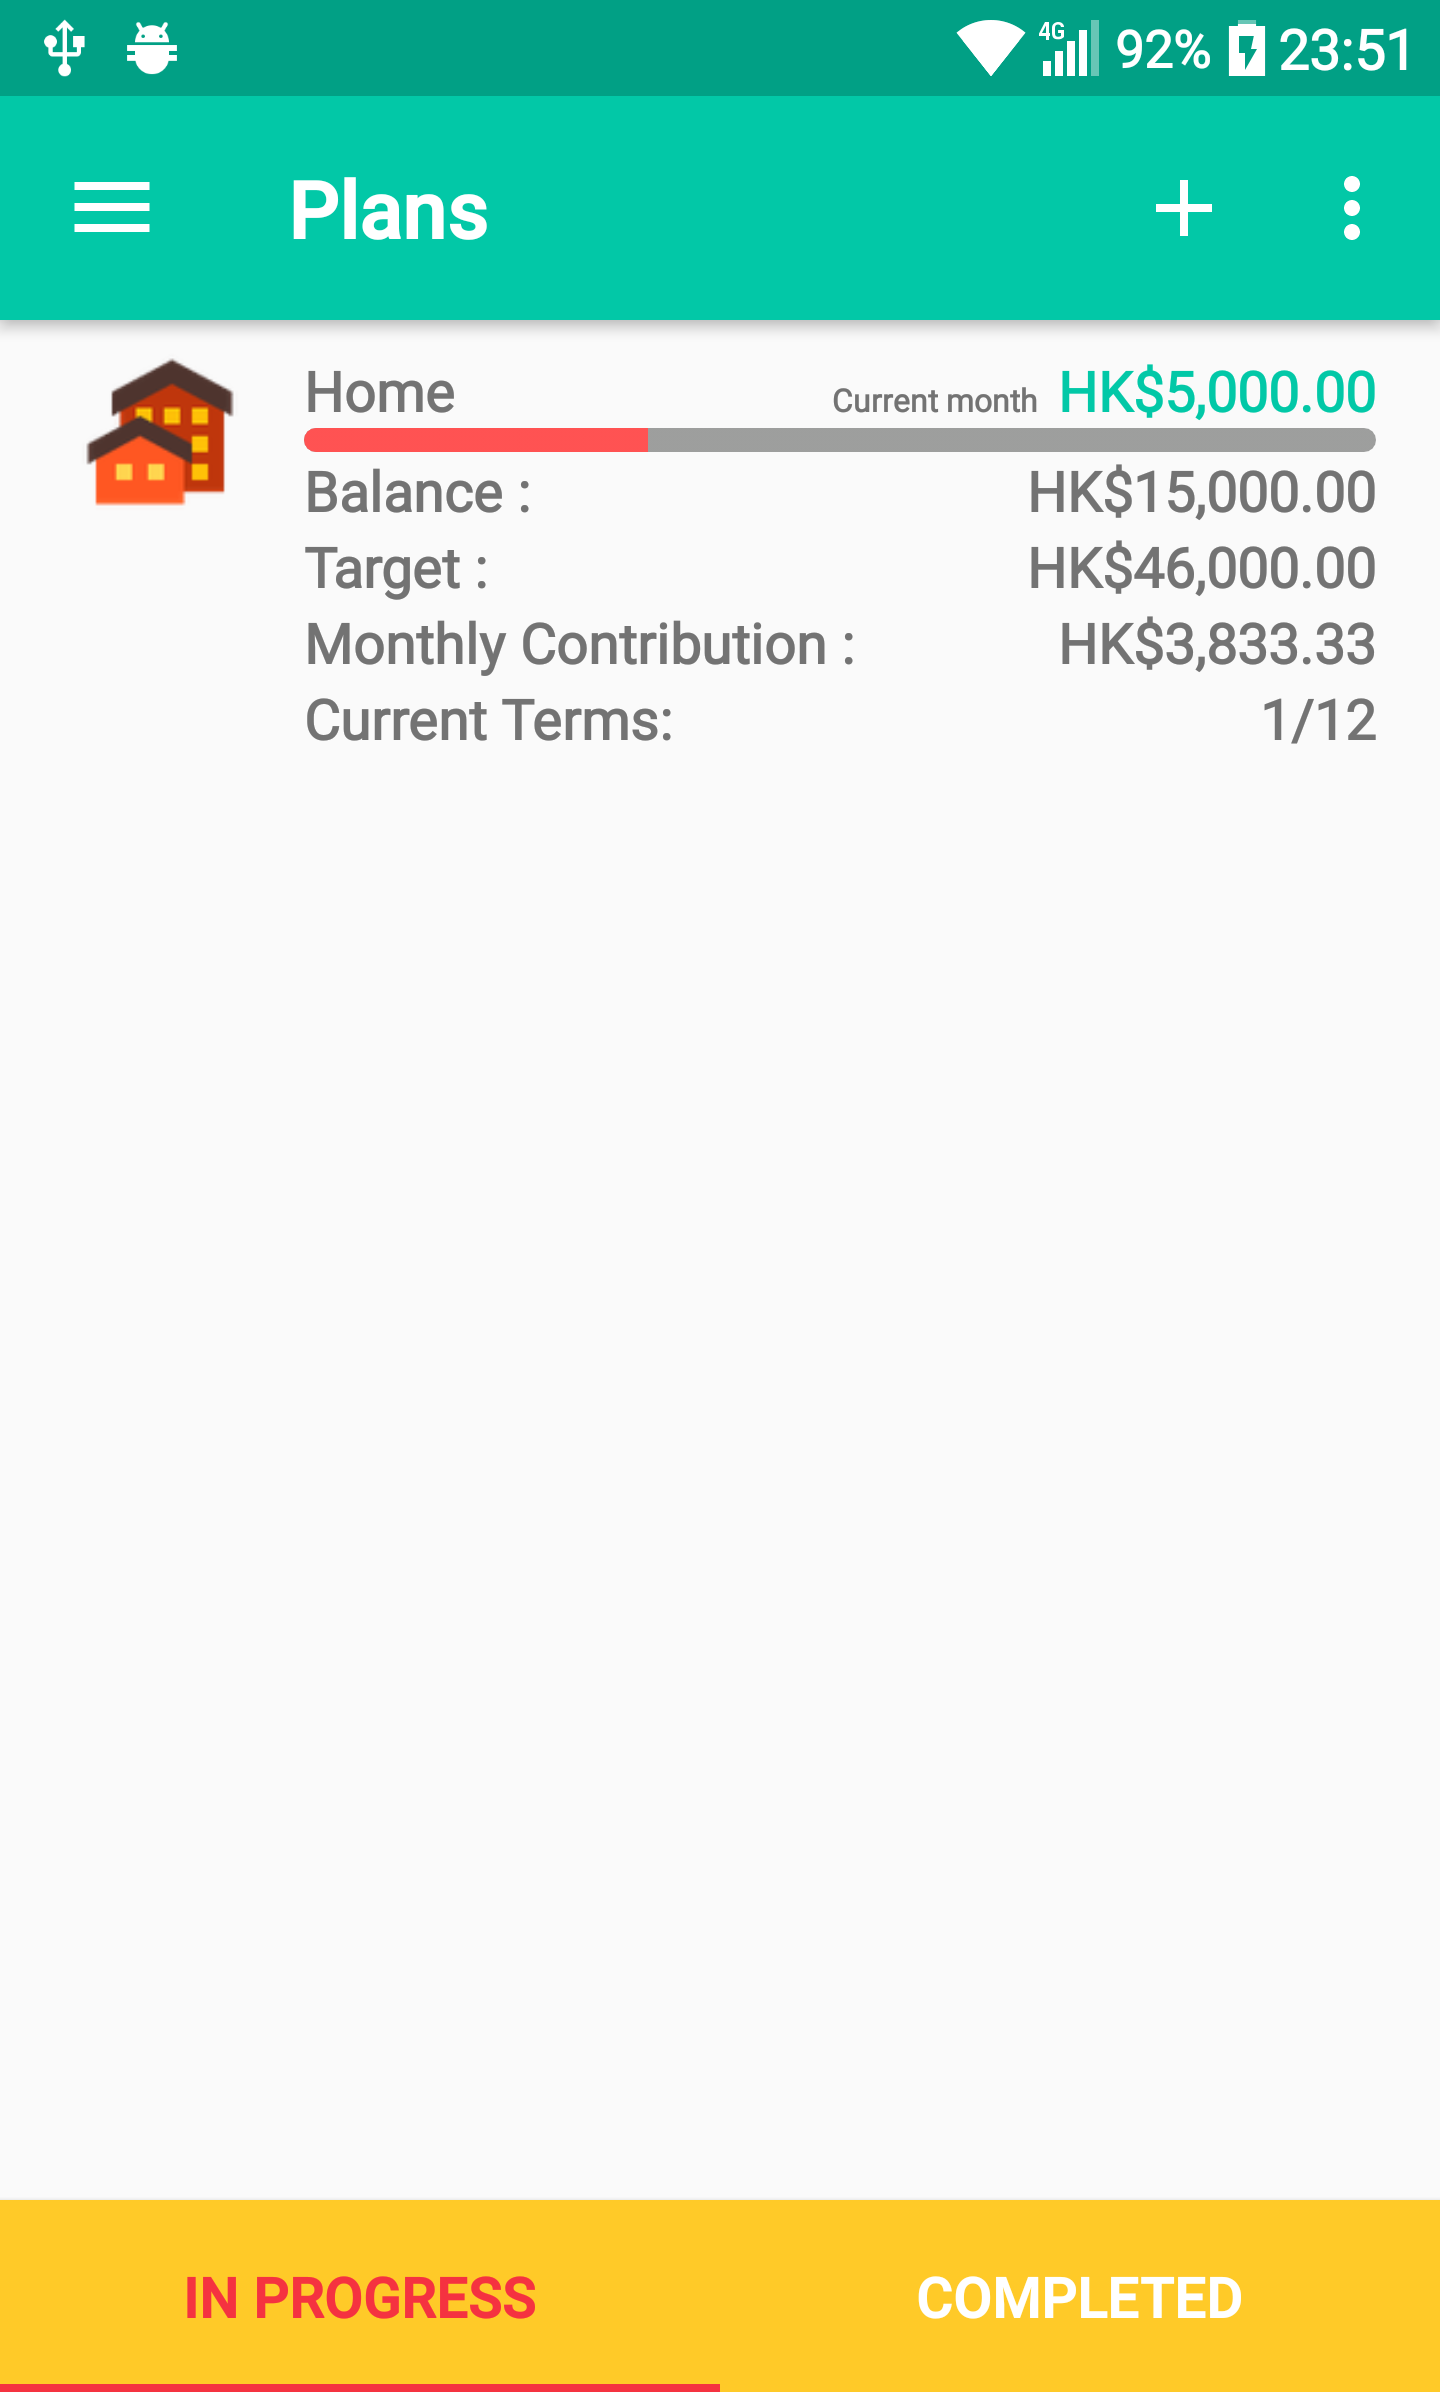 4G 92% 23:51
Plans
Home Current month HK$5,000.00
Balance : HK$15,000.00
Target : HK$46,000.00
Monthly Contribution : HK$3,833.33
Current Terms: 1/12
IN PROGRESS COMPLETED